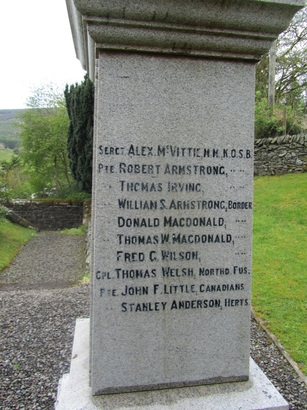 SERGT ALEX. McVITTIE, M.M., K.O.S.B.
PTE ROBERT ARMSTRONG, " "
" THOMAS IRVING, " "
" WILLIAM S. ARMSTRONG, BORDER
" DONALD MACDONALD, " "
" THOMAS W. MACDONALD, " "
" FRED G. WILSON, " "
CPL THOMAS WELSH, NORTHD. FUS.
PTE. JOHN F. LITTLE, CANADIANS
" STANLEY ANDERSON, HERTS